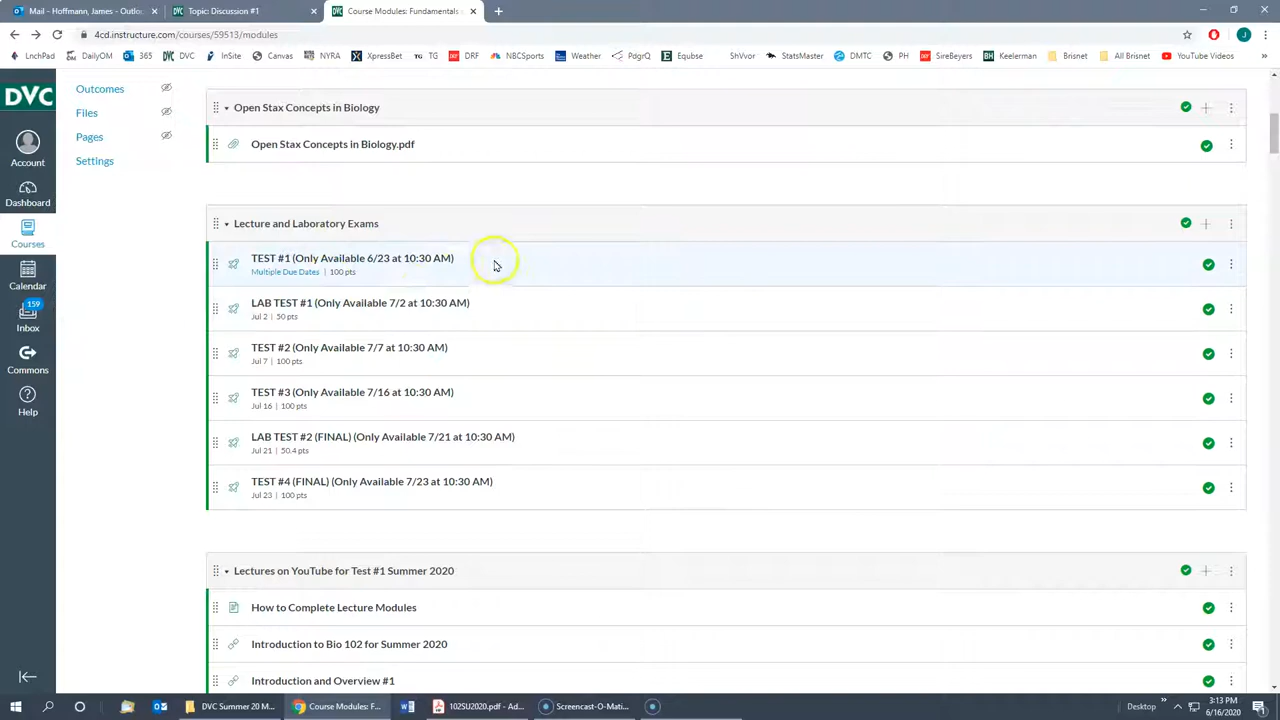 Mail - Hoffmann, James - Outloo
Topic: Discussion #1
Course Modules: Fundamentals
4cd.instructure.com/courses/59513/modules
LnchPad
DailyOM
365
DVC
InSite
Canvas
NYRA
XpressBet
TG
DRF
NBCSports
Weather
PdgrQ
Equbse
ShVvor
StatsMaster
DMTC
SireBeyers
Keelerman
Brisnet
All Brisnet
YouTube Videos
DVC
Account
Dashboard
Courses
Calendar
159
Inbox
Commons
Help
Outcomes
Files
Pages
Settings
Open Stax Concepts in Biology
Open Stax Concepts in Biology.pdf
Lecture and Laboratory Exams
TEST #1 (Only Available 6/23 at 10:30 AM)
Multiple Due Dates | 100 pts
LAB TEST #1 (Only Available 7/2 at 10:30 AM)
Jul 2 | 50 pts
TEST #2 (Only Available 7/7 at 10:30 AM)
Jul 7 | 100 pts
TEST #3 (Only Available 7/16 at 10:30 AM)
Jul 16 | 100 pts
LAB TEST #2 (FINAL) (Only Available 7/21 at 10:30 AM)
Jul 21 | 50.4 pts
TEST #4 (FINAL) (Only Available 7/23 at 10:30 AM)
Jul 23 | 100 pts
Lectures on YouTube for Test #1 Summer 2020
How to Complete Lecture Modules
Introduction to Bio 102 for Summer 2020
Introduction and Overview #1
DVC Summer 20 M...
Course Modules: F...
102SU2020.pdf - Ad...
Screencast-O-Mati...
Desktop
3:13 PM
6/16/2020